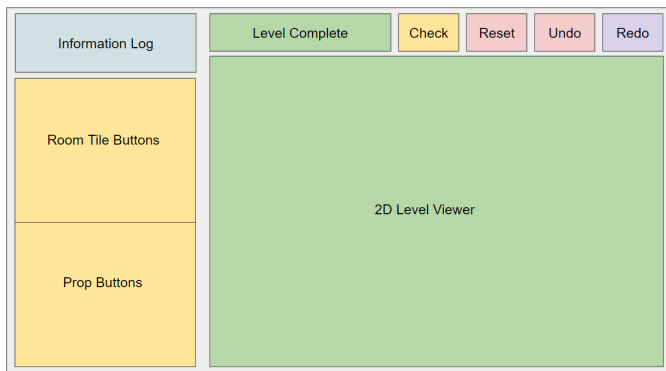 Information Log
Level Complete
Check
Reset
Undo
Redo
Room Tile Buttons
2D Level Viewer
Prop Buttons